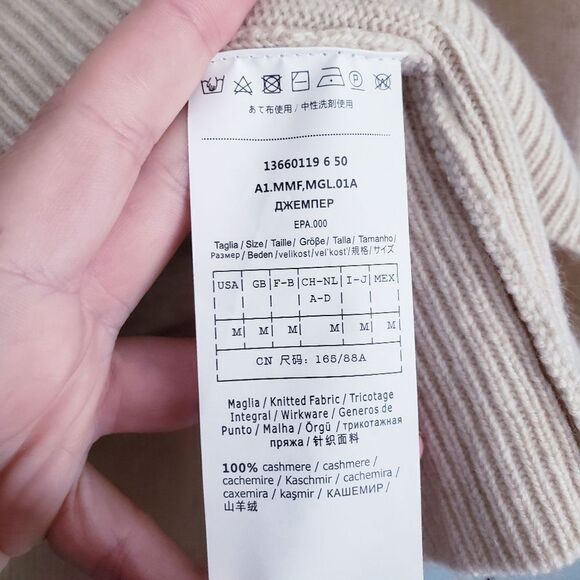 あて布使用 / 中性洗剤使用
13660119 6 50
A1.MMF,MGL.01A
ДЖЕМПЕР
EPA.000
Taglia / Size / Taille / Größe / Talla / Tamanho/
Размер / Beden /velikost/veľkosť/规格/サイズ
USA GB F-B CH-NL I-J MEX
A-D
M M M M M M
CN 尺码: 165/88A
Maglia / Knitted Fabric / Tricotage
Integral / Wirkware / Generos de
Punto / Malha / Örgü / трикотажная
пряжа / 针织面料
100% cashmere / cashmere /
cachemire / Kaschmir / cachemira /
caxemira / kaşmir / КАШЕМИР /
山羊绒